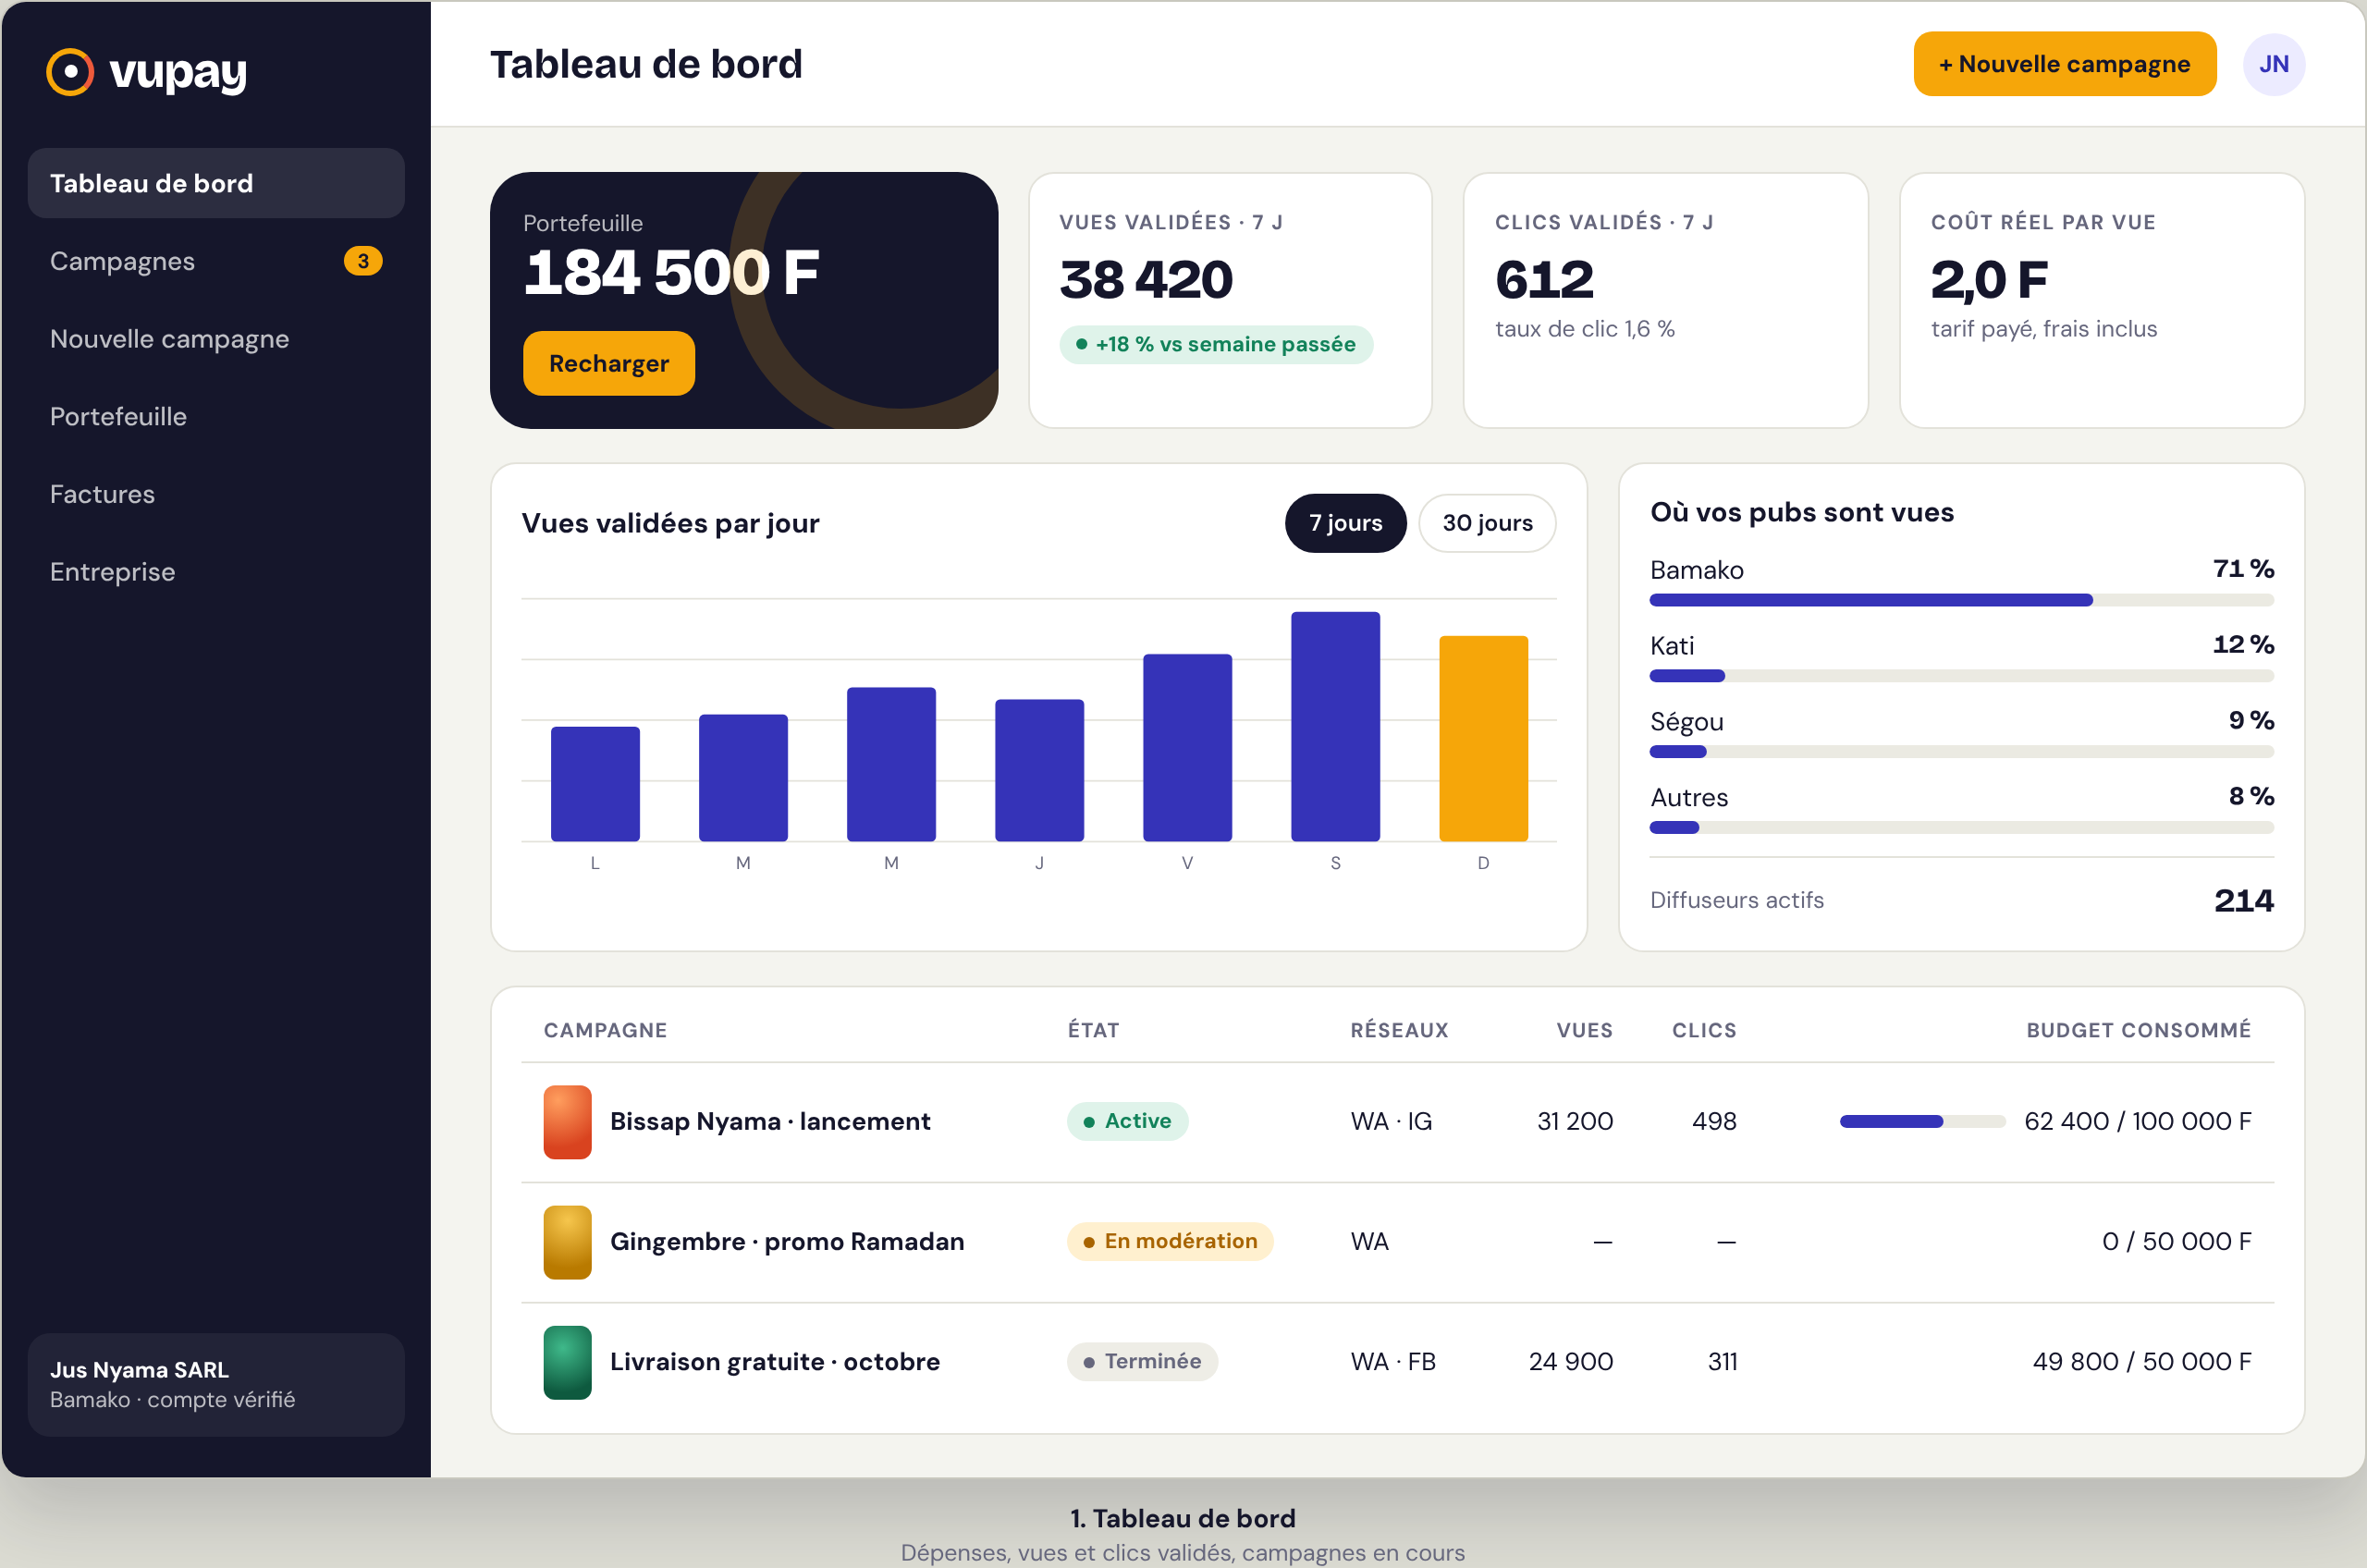 vupay
Tableau de bord
Campagnes 3
Nouvelle campagne
Portefeuille
Factures
Entreprise
Jus Nyama SARL
Bamako · compte vérifié
Tableau de bord
+ Nouvelle campagne
JN
Portefeuille
184 500 F
Recharger
VUES VALIDÉES · 7 J
38 420
+18 % vs semaine passée
CLICS VALIDÉS · 7 J
612
taux de clic 1,6 %
COÛT RÉEL PAR VUE
2,0 F
tarif payé, frais inclus
Vues validées par jour
7 jours
30 jours
L M M J V S D
Où vos pubs sont vues
Bamako 71 %
Kati 12 %
Ségou 9 %
Autres 8 %
Diffuseurs actifs 214
CAMPAGNE ÉTAT RÉSEAUX VUES CLICS BUDGET CONSOMMÉ
Bissap Nyama · lancement Active WA · IG 31 200 498 62 400 / 100 000 F
Gingembre · promo Ramadan En modération WA — — 0 / 50 000 F
Livraison gratuite · octobre Terminée WA · FB 24 900 311 49 800 / 50 000 F
1. Tableau de bord
Dépenses, vues et clics validés, campagnes en cours